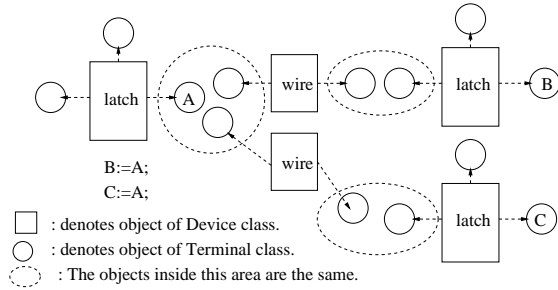 latch
A
wire
latch
B
wire
latch
C
B:=A;
C:=A;
: denotes object of Device class.
: denotes object of Terminal class.
: The objects inside this area are the same.